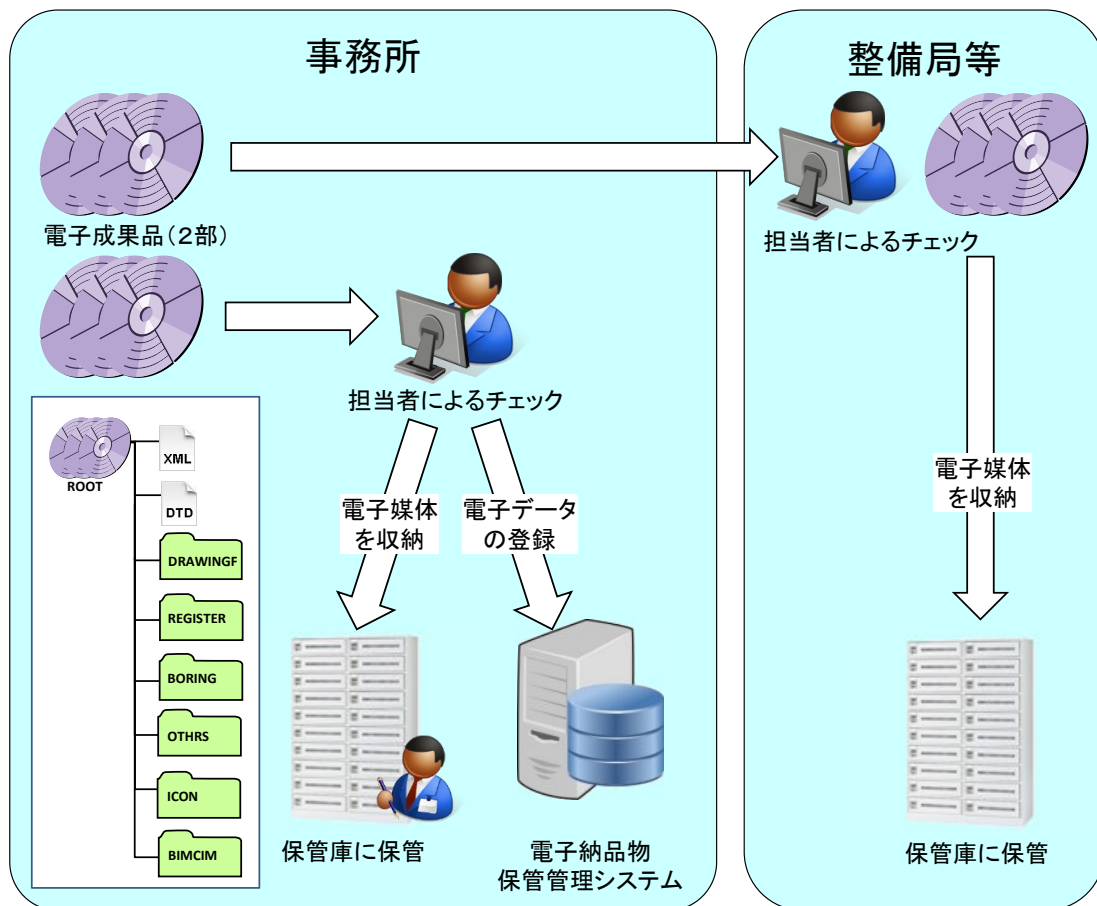 事務所
整備局等
電子成果品(２部)
担当者によるチェック
担当者によるチェック
ROOT
XML
DTD
DRAWINGF
REGISTER
BORING
OTHRS
ICON
BIMCIM
電子媒体
を収納
電子データ
の登録
電子媒体
を収納
保管庫に保管
電子納品物
保管管理システム
保管庫に保管